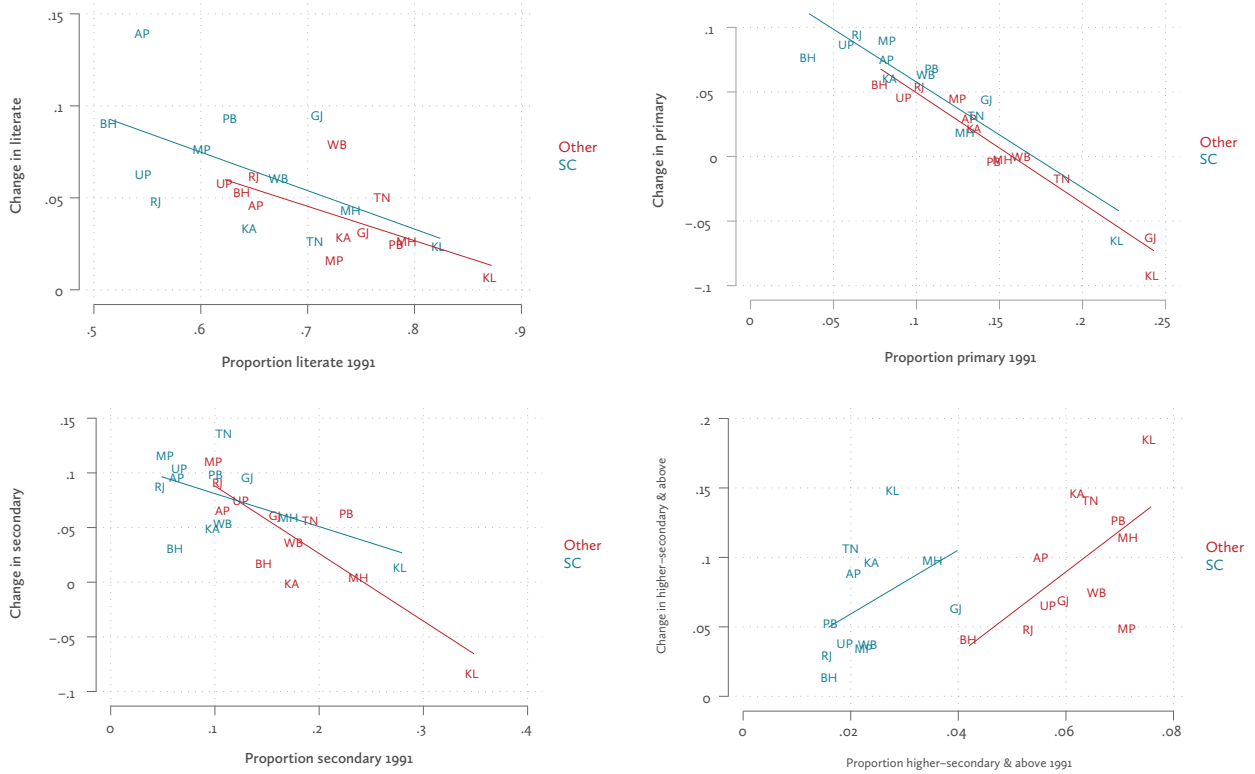 .15
.1
.05
0
Change in literate
AP
BH
PB
GJ
MP
WB
UP
RJ
WB
UP
BH
RJ
AP
TN
MH
KA
TN
KA
GJ
PB
MH
KL
MP
KL
.5
.6
.7
.8
.9
Proportion literate 1991
Other
SC
.1
.05
0
−.05
−.1
Change in primary
BH
UP
RJ
MP
AP
KA
WB
PB
BH
UP
RJ
MP
GJ
AP
TN
KA
MH
PB
MH
WB
TN
KL
GJ
KL
0
.05
.1
.15
.2
.25
Proportion primary 1991
Other
SC
.15
.1
.05
0
−.05
−.1
Change in secondary
TN
MP
UP
AP
RJ
MP
PB
RJ
GJ
UP
AP
WB
KA
BH
GJ
MH
TN
PB
WB
BH
KA
MH
KL
KL
0
.1
.2
.3
.4
Proportion secondary 1991
Other
SC
.2
.15
.1
.05
0
Change in higher–secondary & above
KL
KL
KA
TN
PB
MH
TN
KA
AP
MH
AP
WB
GJ
UP
GJ
PB
RJ
MP
BH
UP
WB
MP
RJ
BH
0
.02
.04
.06
.08
Proportion higher–secondary & above 1991
Other
SC